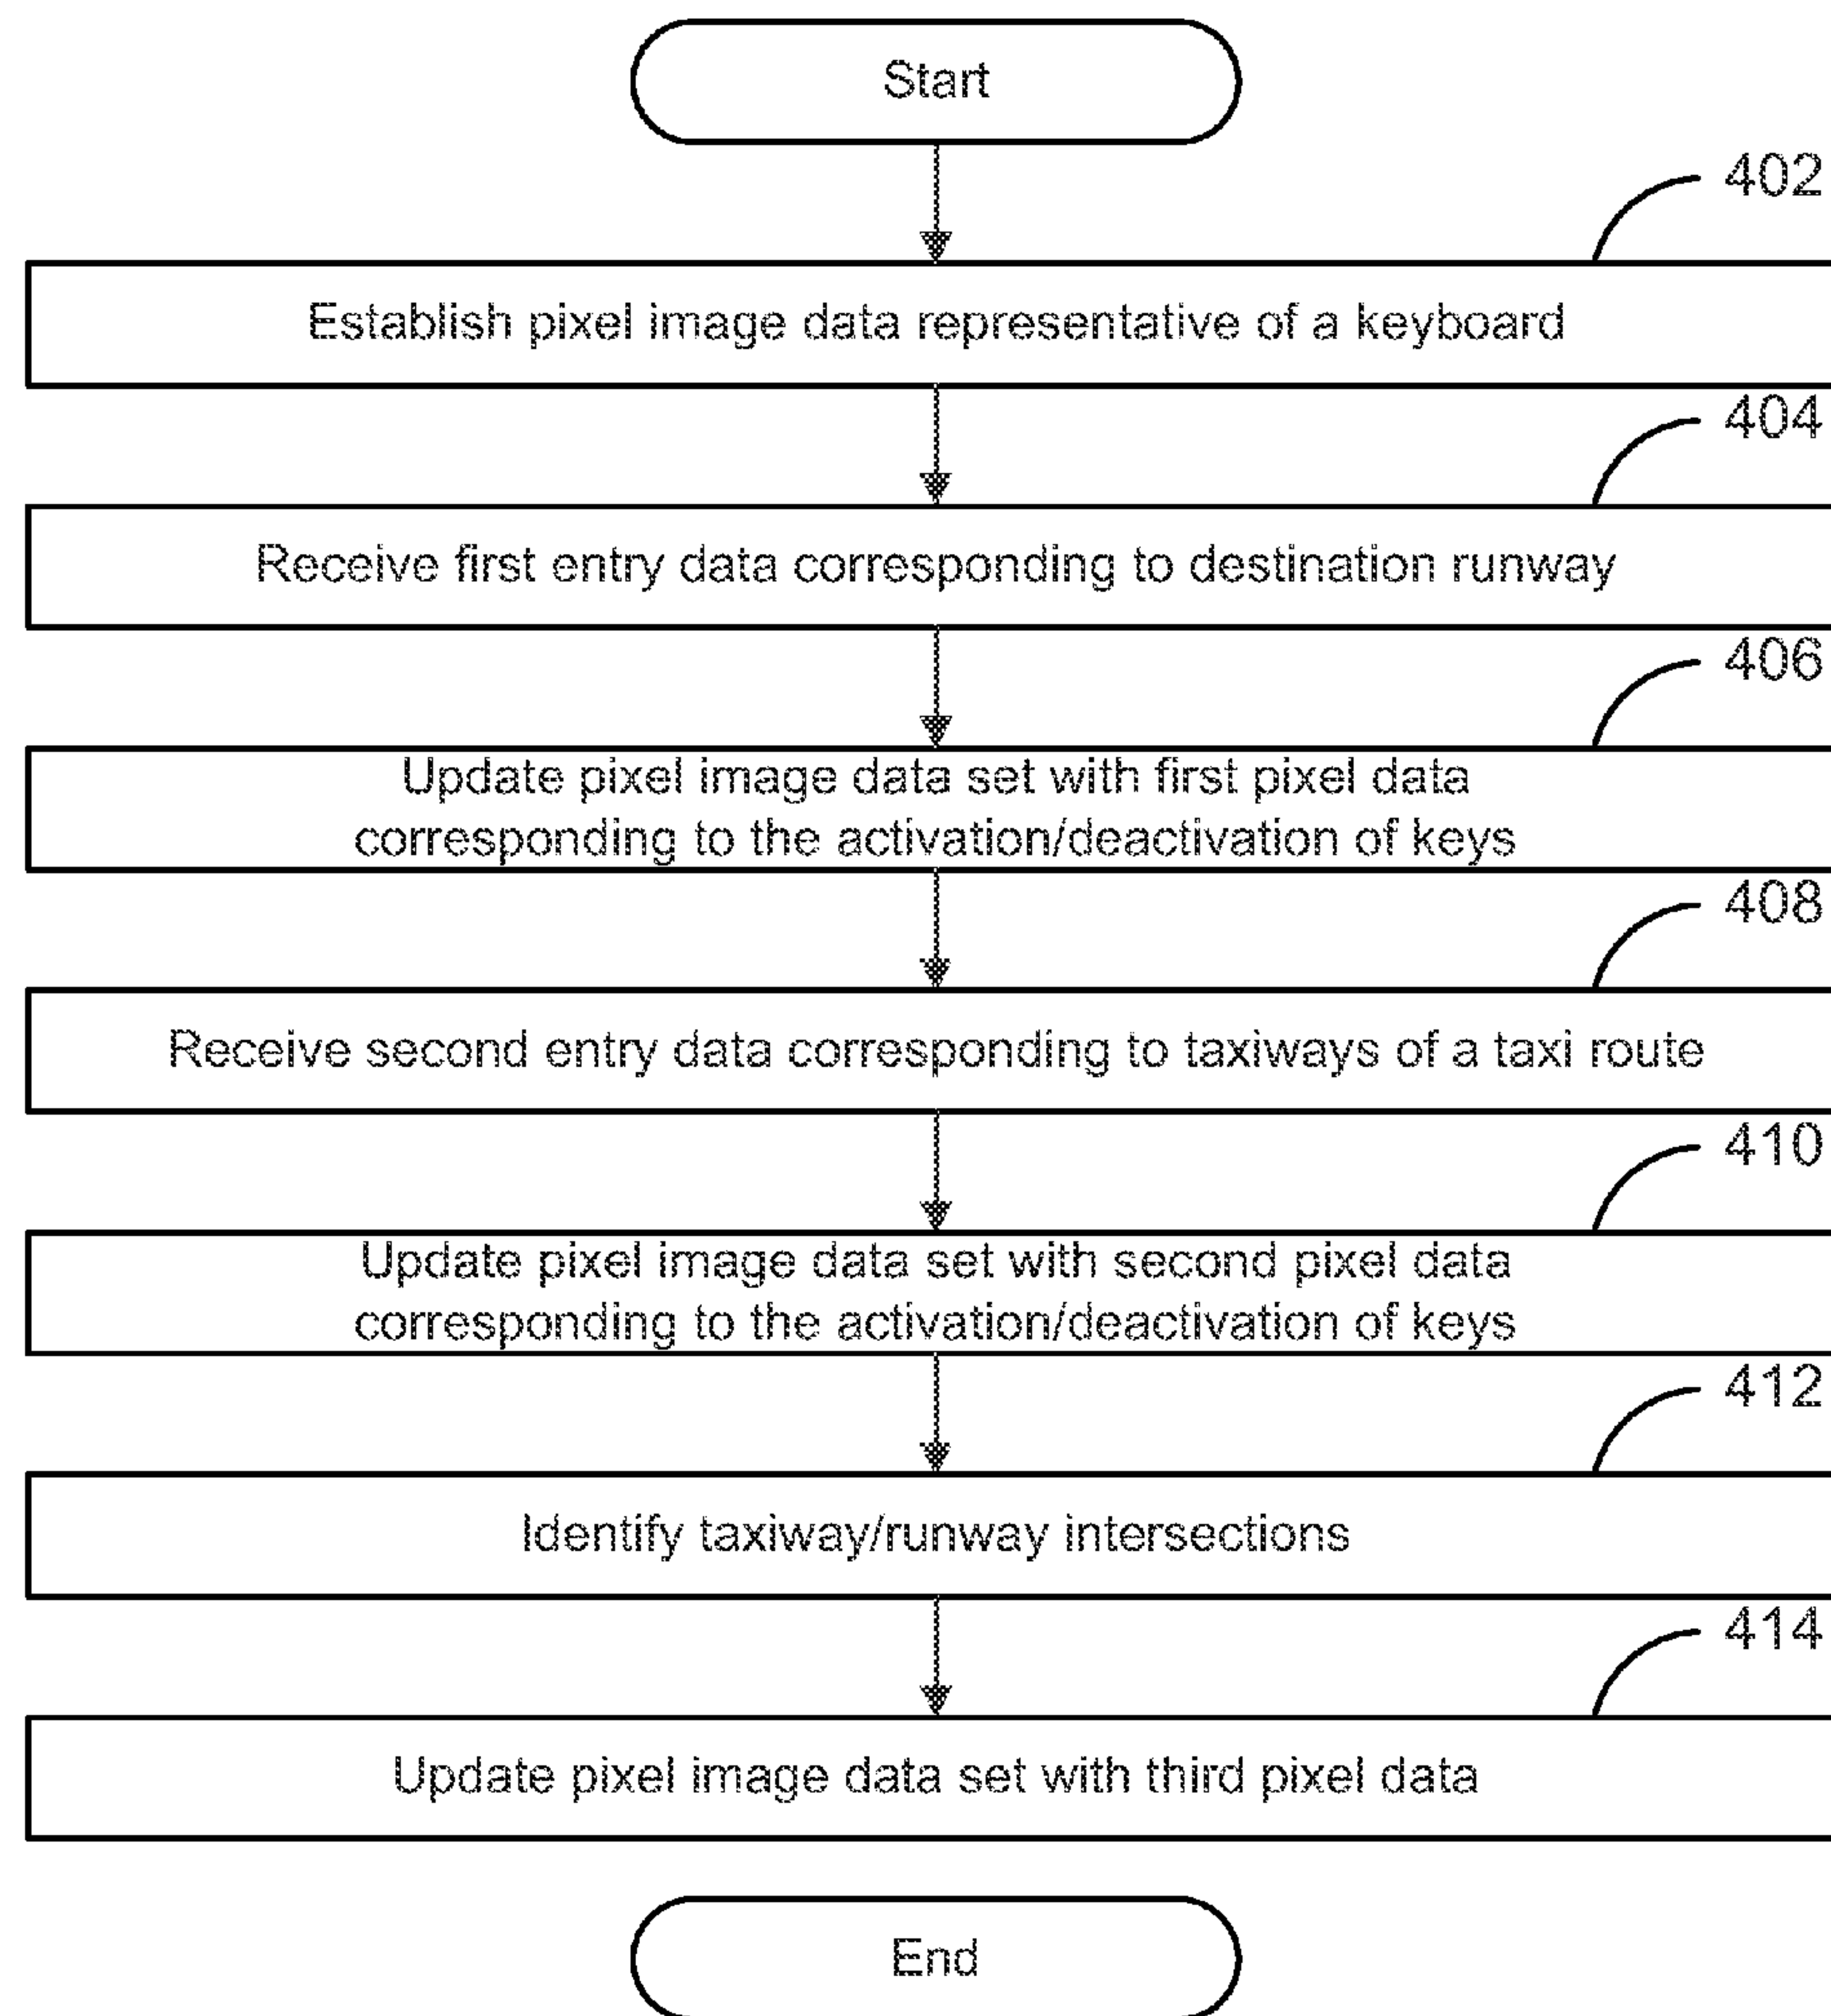 Start
402
Establish pixel image data representative of a keyboard
404
Receive first entry data corresponding to destination runway
406
Update pixel image data set with first pixel data
corresponding to the activation/deactivation of keys
408
Receive second entry data corresponding to taxiways of a taxi route
410
Update pixel image data set with second pixel data
corresponding to the activation/deactivation of keys
412
Identify taxiway/runway intersections
414
Update pixel image data set with third pixel data
End